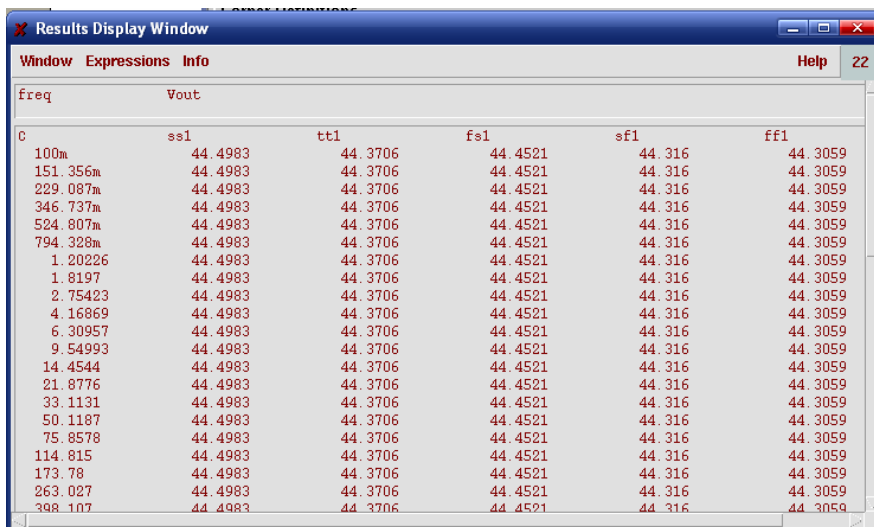 Corner Definitions
Results Display Window
Window Expressions Info Help 22
freq Vout
C ss1 tt1 fs1 sf1 ff1
100m 44.4983 44.3706 44.4521 44.316 44.3059
151.356m 44.4983 44.3706 44.4521 44.316 44.3059
229.087m 44.4983 44.3706 44.4521 44.316 44.3059
346.737m 44.4983 44.3706 44.4521 44.316 44.3059
524.807m 44.4983 44.3706 44.4521 44.316 44.3059
794.328m 44.4983 44.3706 44.4521 44.316 44.3059
1.20226 44.4983 44.3706 44.4521 44.316 44.3059
1.8197 44.4983 44.3706 44.4521 44.316 44.3059
2.75423 44.4983 44.3706 44.4521 44.316 44.3059
4.16869 44.4983 44.3706 44.4521 44.316 44.3059
6.30957 44.4983 44.3706 44.4521 44.316 44.3059
9.54993 44.4983 44.3706 44.4521 44.316 44.3059
14.4544 44.4983 44.3706 44.4521 44.316 44.3059
21.8776 44.4983 44.3706 44.4521 44.316 44.3059
33.1131 44.4983 44.3706 44.4521 44.316 44.3059
50.1187 44.4983 44.3706 44.4521 44.316 44.3059
75.8578 44.4983 44.3706 44.4521 44.316 44.3059
114.815 44.4983 44.3706 44.4521 44.316 44.3059
173.78 44.4983 44.3706 44.4521 44.316 44.3059
263.027 44.4983 44.3706 44.4521 44.316 44.3059
398.107 44.4983 44.3706 44.4521 44.316 44.3059